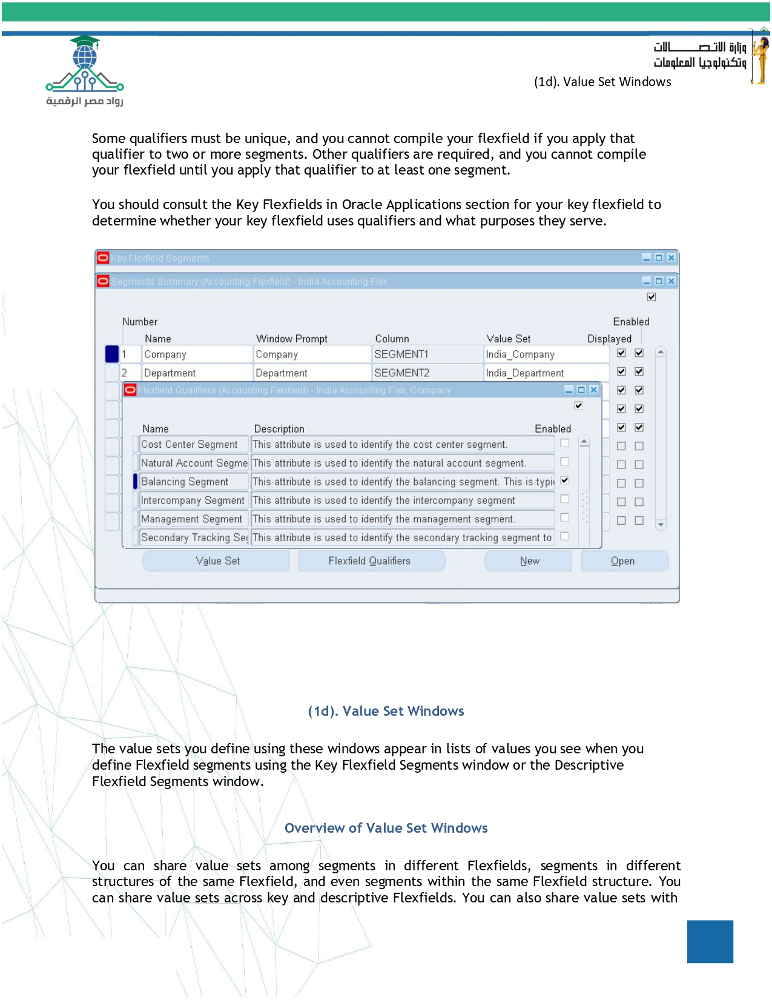 وزارة الاتصـــــالات
وتكنولوجيا المعلومات
(1d). Value Set Windows
رواد مصر الرقمية
Some qualifiers must be unique, and you cannot compile your flexfield if you apply that
qualifier to two or more segments. Other qualifiers are required, and you cannot compile
your flexfield until you apply that qualifier to at least one segment.
You should consult the Key Flexfields in Oracle Applications section for your key flexfield to
determine whether your key flexfield uses qualifiers and what purposes they serve.
Key Flexfield Segments
Segments Summary (Accounting Flexfield) - India Accounting Flex
Number Enabled
Name Window Prompt Column Value Set Displayed
1 Company Company SEGMENT1 India_Company
2 Department Department SEGMENT2 India_Department
Flexfield Qualifiers (Accounting Flexfield) - India Accounting Flex, Company
Name Description Enabled
Cost Center Segment This attribute is used to identify the cost center segment.
Natural Account Segme This attribute is used to identify the natural account segment.
Balancing Segment This attribute is used to identify the balancing segment. This is typi
Intercompany Segment This attribute is used to identify the intercompany segment
Management Segment This attribute is used to identify the management segment.
Secondary Tracking Seg This attribute is used to identify the secondary tracking segment to
Value Set Flexfield Qualifiers New Open
(1d). Value Set Windows
The value sets you define using these windows appear in lists of values you see when you
define Flexfield segments using the Key Flexfield Segments window or the Descriptive
Flexfield Segments window.
Overview of Value Set Windows
You can share value sets among segments in different Flexfields, segments in different
structures of the same Flexfield, and even segments within the same Flexfield structure. You
can share value sets across key and descriptive Flexfields. You can also share value sets with